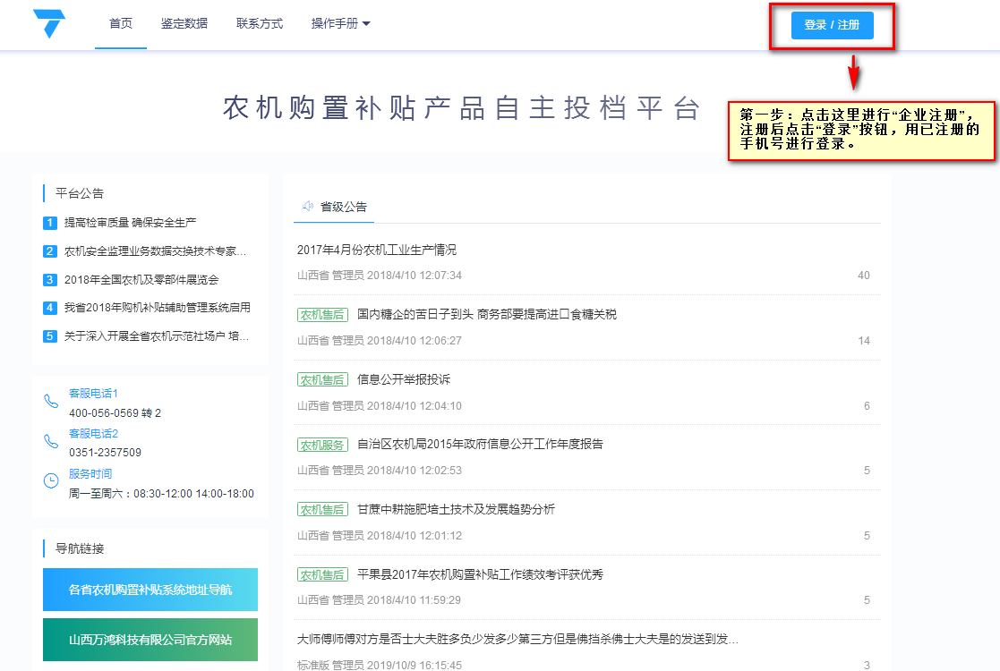 首页 鉴定数据 联系方式 操作手册
登录 / 注册
农机购置补贴产品自主投档平台
第一步：点击这里进行“企业注册”，
注册后点击“登录”按钮，用已注册的
手机号进行登录。
平台公告
1 提高检审质量 确保安全生产
2 农机安全监理业务数据交换技术专家...
3 2018年全国农机及零部件展览会
4 我省2018年购机补贴辅助管理系统启用
5 关于深入开展全省农机示范社场户 培...
客服电话1
400-056-0569 转 2
客服电话2
0351-2357509
服务时间
周一至周六：08:30-12:00 14:00-18:00
导航链接
各省农机购置补贴系统地址导航
山西万鸿科技有限公司官方网站
省级公告
2017年4月份农机工业生产情况
山西省 管理员 2018/4/10 12:07:34 40
农机售后 国内糖企的苦日子到头 商务部要提高进口食糖关税
山西省 管理员 2018/4/10 12:06:27 14
农机售后 信息公开举报投诉
山西省 管理员 2018/4/10 12:04:10 6
农机服务 自治区农机局2015年政府信息公开工作年度报告
山西省 管理员 2018/4/10 12:02:53 5
农机售后 甘蔗中耕施肥培土技术及发展趋势分析
山西省 管理员 2018/4/10 12:01:12 5
农机售后 平果县2017年农机购置补贴工作绩效考评获优秀
山西省 管理员 2018/4/10 11:59:29 5
大师傅师傅对方是否士大夫胜多负少发多少第三方但是佛挡杀佛士大夫是的发送到发...
标准版 管理员 2019/10/9 16:15:45 3